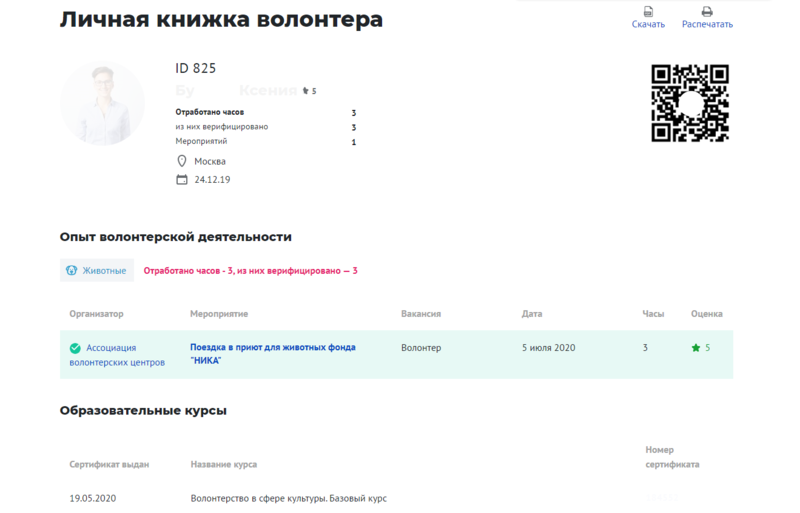 Личная книжка волонтера
Скачать
Распечатать
ID 825
Бу Ксения 5
Отработано часов 3
из них верифицировано 3
Мероприятий 1
Москва
24.12.19
Опыт волонтерской деятельности
Животные Отработано часов - 3, из них верифицировано — 3
Организатор Мероприятие Вакансия Дата Часы Оценка
Ассоциация Поездка в приют для животных фонда Волонтер 5 июля 2020 3 5
волонтерских центров "НИКА"
Образовательные курсы
Номер
Сертификат выдан Название курса сертификата
19.05.2020 Волонтерство в сфере культуры. Базовый курс